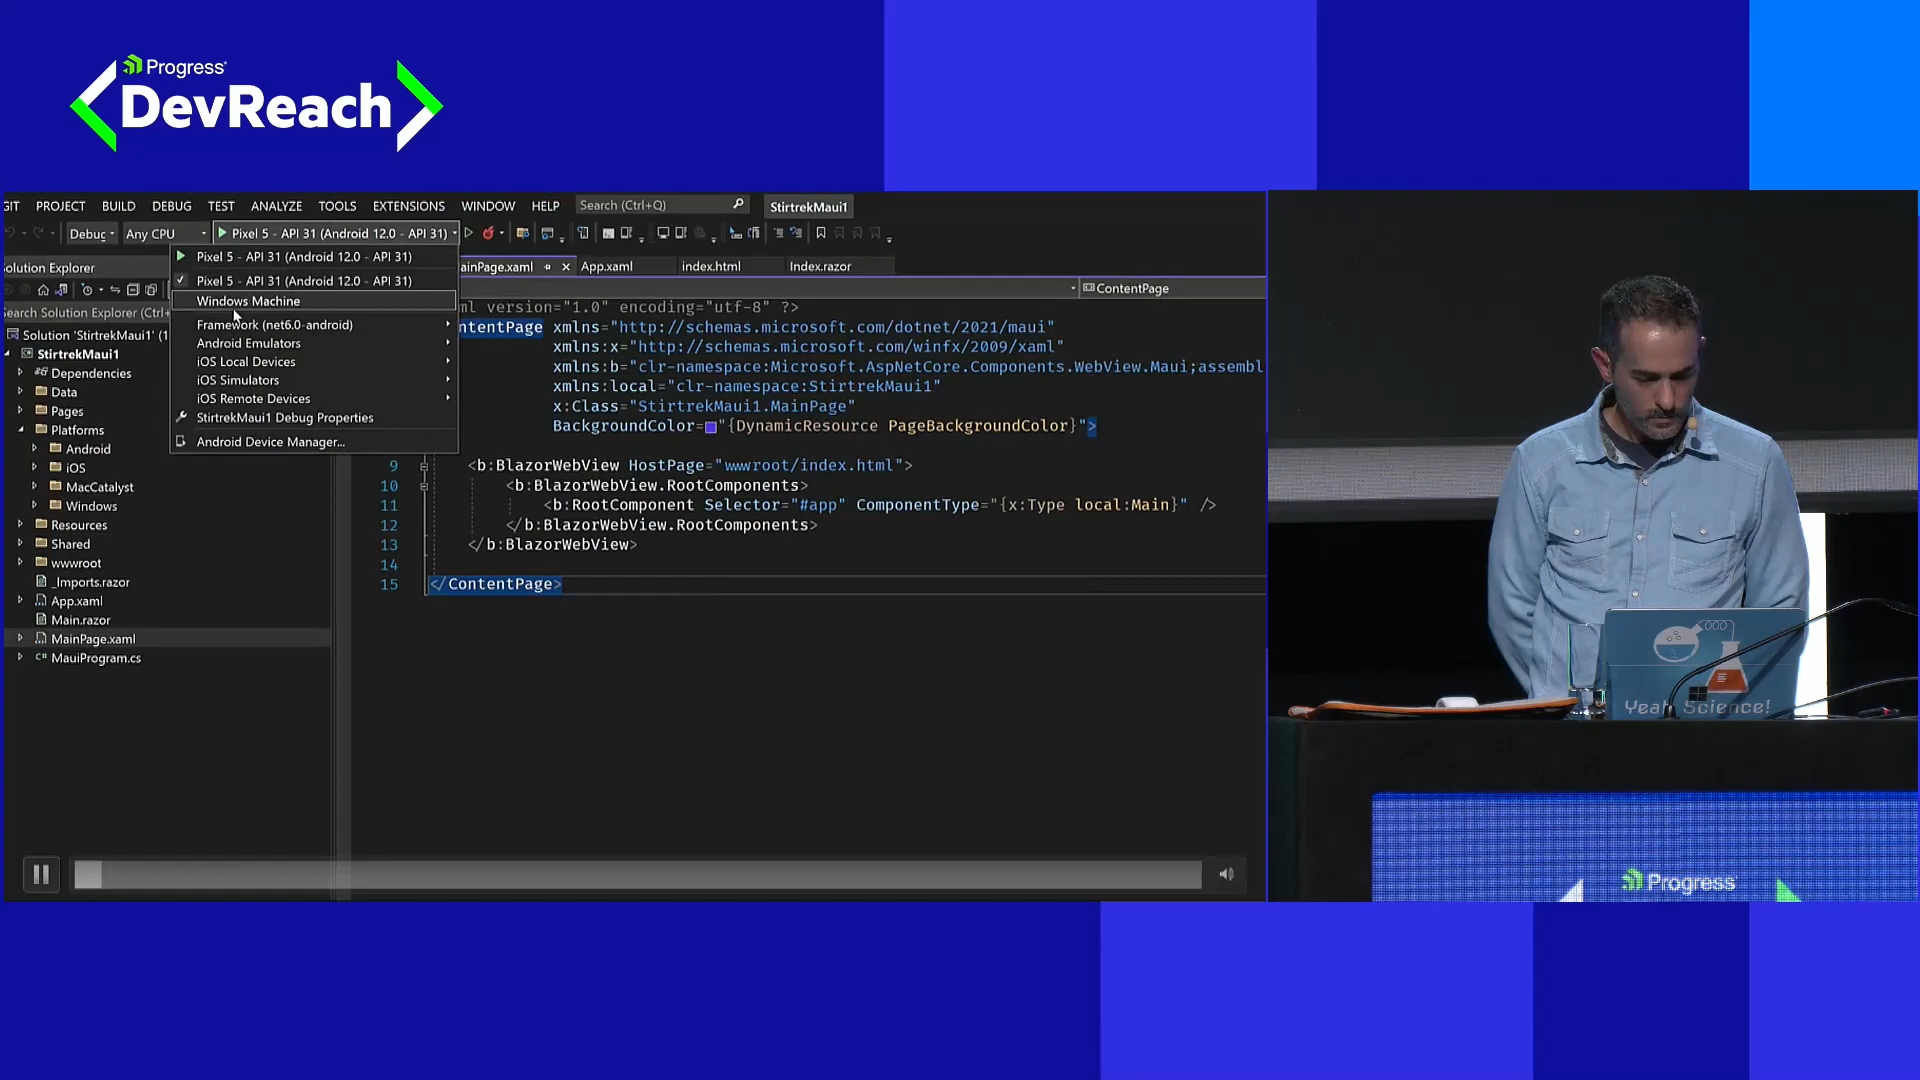 Progress
DevReach
GIT PROJECT BUILD DEBUG TEST ANALYZE TOOLS EXTENSIONS WINDOW HELP Search (Ctrl+Q) StirtrekMaui1
Debug Any CPU Pixel 5 - API 31 (Android 12.0 - API 31)
Pixel 5 - API 31 (Android 12.0 - API 31)
Pixel 5 - API 31 (Android 12.0 - API 31)
Windows Machine
Framework (net6.0-android)
Android Emulators
iOS Local Devices
iOS Simulators
iOS Remote Devices
StirtrekMaui1 Debug Properties
Android Device Manager...
olution Explorer
earch Solution Explorer (Ctrl+
Solution 'StirtrekMaui1' (1
StirtrekMaui1
Dependencies
Data
Pages
Platforms
Android
iOS
MacCatalyst
Windows
Resources
Shared
wwwroot
_Imports.razor
App.xaml
Main.razor
MainPage.xaml
C# MauiProgram.cs
ainPage.xaml App.xaml index.html Index.razor
ContentPage
ml version="1.0" encoding="utf-8" ?>
ntentPage xmlns="http://schemas.microsoft.com/dotnet/2021/maui"
xmlns:x="http://schemas.microsoft.com/winfx/2009/xaml"
xmlns:b="clr-namespace:Microsoft.AspNetCore.Components.WebView.Maui;assembl
xmlns:local="clr-namespace:StirtrekMaui1"
x:Class="StirtrekMaui1.MainPage"
BackgroundColor="{DynamicResource PageBackgroundColor}">
9 <b:BlazorWebView HostPage="wwwroot/index.html">
10 <b:BlazorWebView.RootComponents>
11 <b:RootComponent Selector="#app" ComponentType="{x:Type local:Main}" />
12 </b:BlazorWebView.RootComponents>
13 </b:BlazorWebView>
14
15 </ContentPage>
Yeah Science!
Progress